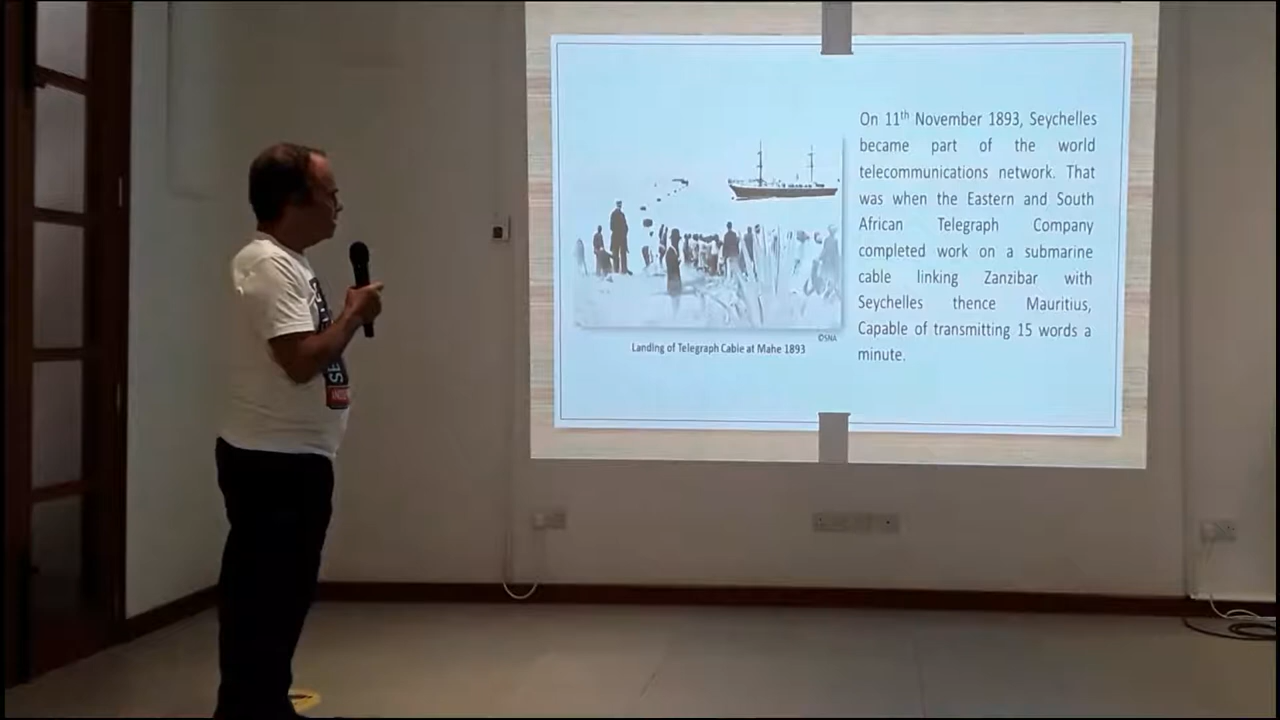 On 11th November 1893, Seychelles
became part of the world
telecommunications network. That
was when the Eastern and South
African Telegraph Company
completed work on a submarine
cable linking Zanzibar with
Seychelles thence Mauritius,
Capable of transmitting 15 words a
minute.
©SNA
Landing of Telegraph Cable at Mahe 1893
SE